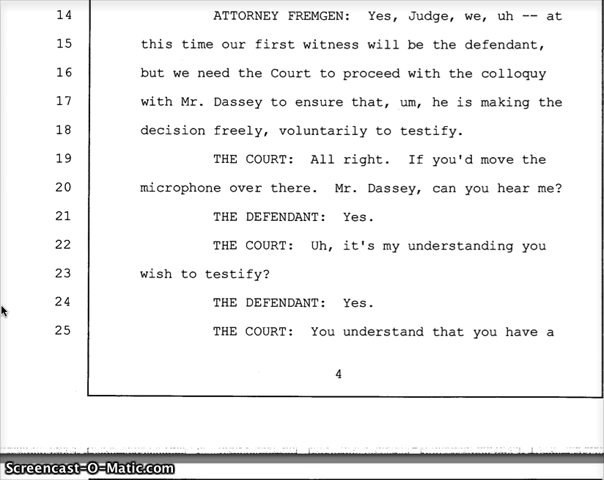 14 ATTORNEY FREMGEN: Yes, Judge, we, uh -- at
15 this time our first witness will be the defendant,
16 but we need the Court to proceed with the colloquy
17 with Mr. Dassey to ensure that, um, he is making the
18 decision freely, voluntarily to testify.
19 THE COURT: All right. If you'd move the
20 microphone over there. Mr. Dassey, can you hear me?
21 THE DEFENDANT: Yes.
22 THE COURT: Uh, it's my understanding you
23 wish to testify?
24 THE DEFENDANT: Yes.
25 THE COURT: You understand that you have a
4
Screencast-O-Matic.com